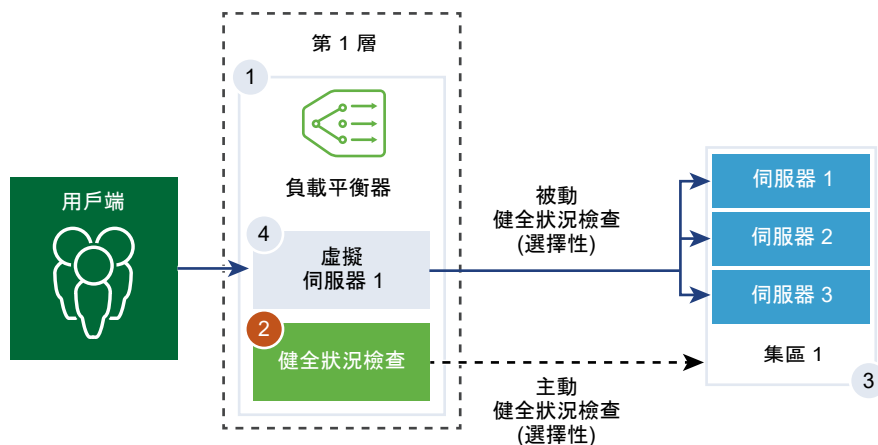 第 1 層
1
負載平衡器
用戶端
4
虛擬
伺服器 1
2
健全狀況檢查
被動
健全狀況檢查
(選擇性)
主動
健全狀況檢查
(選擇性)
伺服器 1
伺服器 2
伺服器 3
集區 1
3